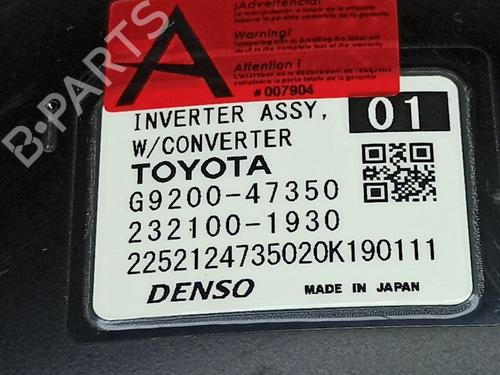 ¡Advertencia!
A
Warning!
Attention !
# 007904
INVERTER ASSY,
01
W/CONVERTER
TOYOTA
G9200-47350
232100-1930
2252124735020K190111
DENSO MADE IN JAPAN
B-PARTS